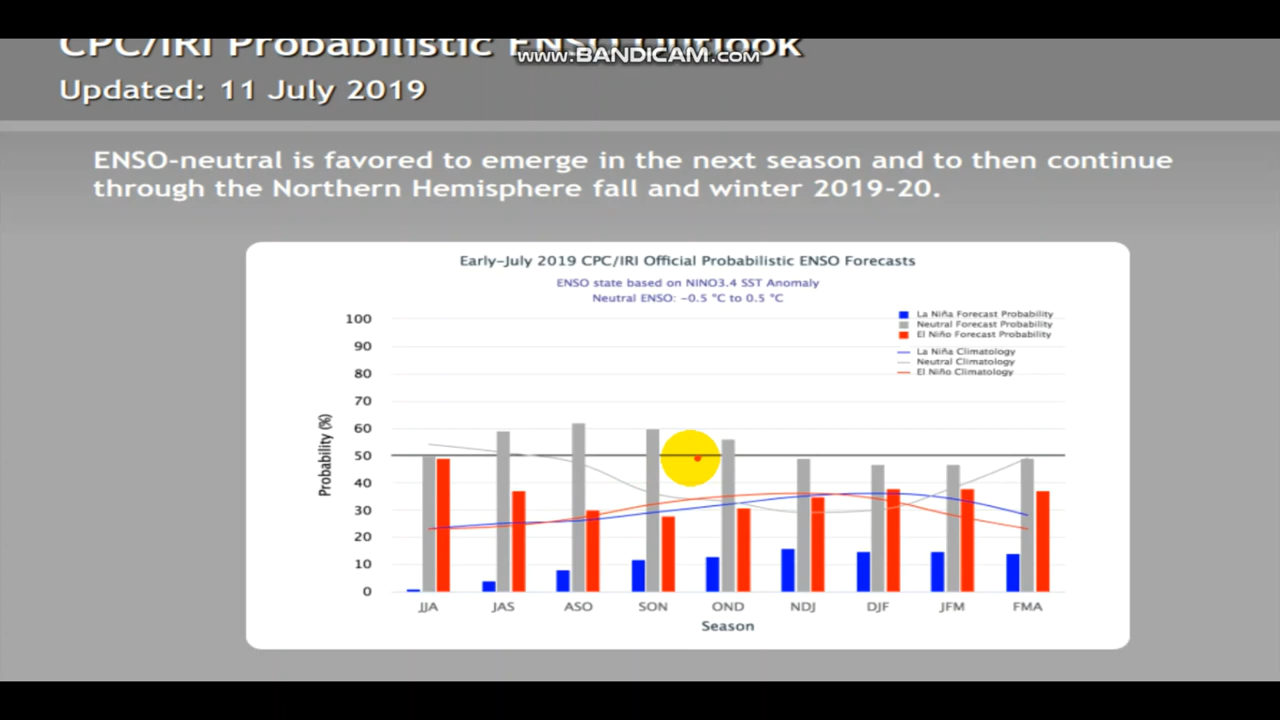 CPC/IRI Probabilistic ENSO Outlook
www.BANDICAM.com
Updated: 11 July 2019
ENSO-neutral is favored to emerge in the next season and to then continue
through the Northern Hemisphere fall and winter 2019-20.
Early-July 2019 CPC/IRI Official Probabilistic ENSO Forecasts
ENSO state based on NINO3.4 SST Anomaly
Neutral ENSO: -0.5 °C to 0.5 °C
La Niña Forecast Probability
Neutral Forecast Probability
El Niño Forecast Probability
La Niña Climatology
Neutral Climatology
El Niño Climatology
Probability (%)
100
90
80
70
60
50
40
30
20
10
0
JJA JAS ASO SON OND NDJ DJF JFM FMA
Season